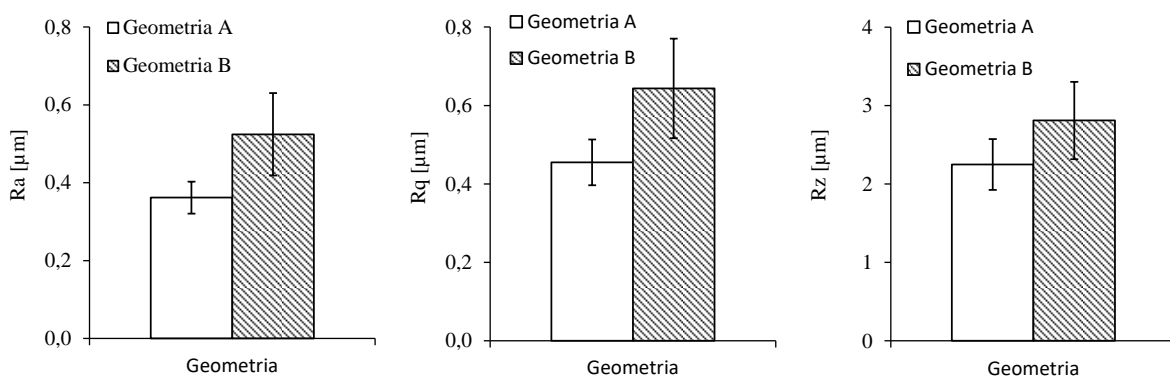 0,8
0,6
0,4
0,2
0,0
Ra [µm]
Geometria A
Geometria B
Geometria
0,8
0,6
0,4
0,2
0,0
Rq [µm]
Geometria A
Geometria B
Geometria
4
3
2
1
0
Rz [µm]
Geometria A
Geometria B
Geometria